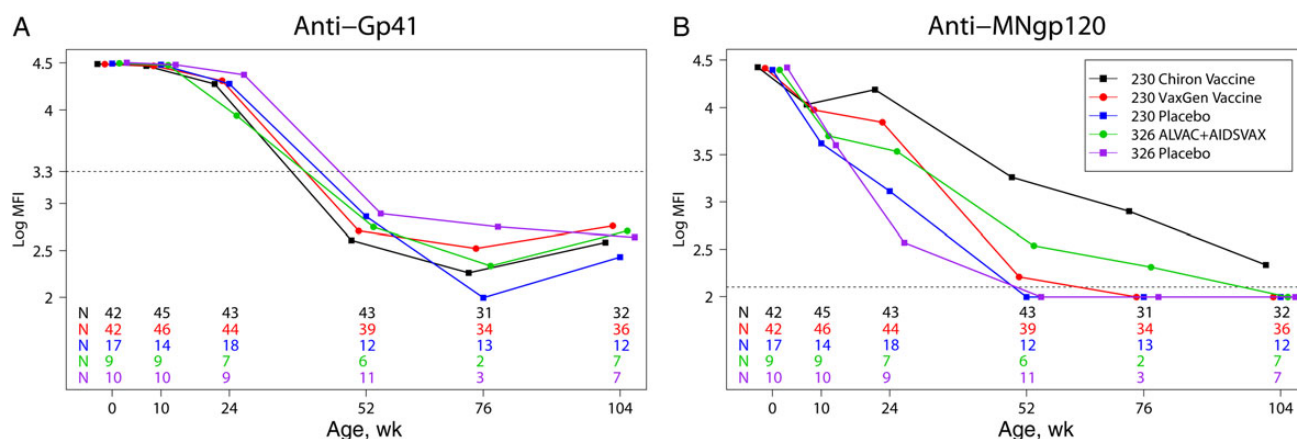 A
Anti-Gp41
Log MFI
4.5
4
3.3
3
2.5
2
N 42 45 43 43 31 32
N 42 46 44 39 34 36
N 17 14 18 12 13 12
N 9 9 7 6 2 7
N 10 10 9 11 3 7
0 10 24 52 76 104
Age, wk
B
Anti-MNgp120
230 Chiron Vaccine
230 VaxGen Vaccine
230 Placebo
326 ALVAC+AIDSVAX
326 Placebo
Log MFI
4.5
4
3.5
3
2.5
2
N 42 45 43 43 31 32
N 42 46 44 39 34 36
N 17 14 18 12 13 12
N 9 9 7 6 2 7
N 10 10 9 11 3 7
0 10 24 52 76 104
Age, wk